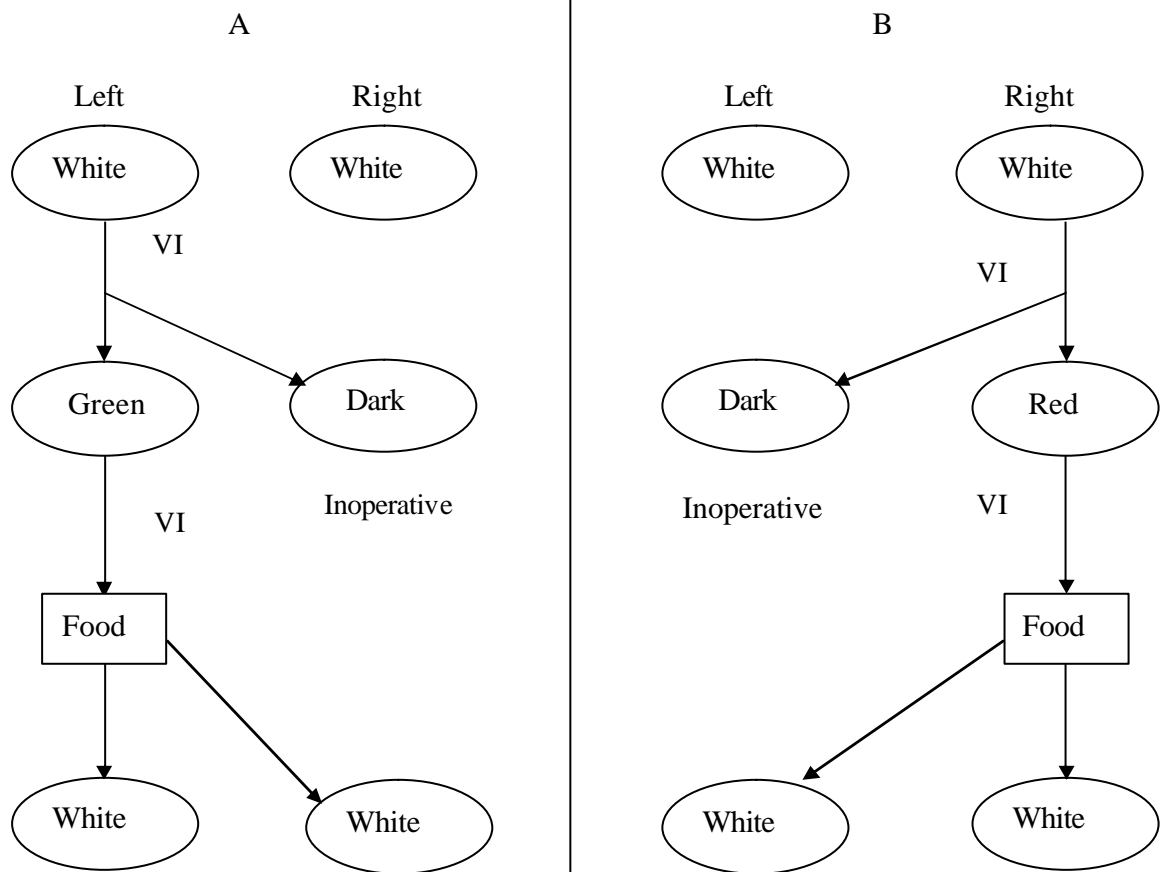 A
Left Right
White White
VI
Green Dark
Inoperative
VI
Food
White White
B
Left Right
White White
VI
Dark Red
Inoperative VI
Food
White White